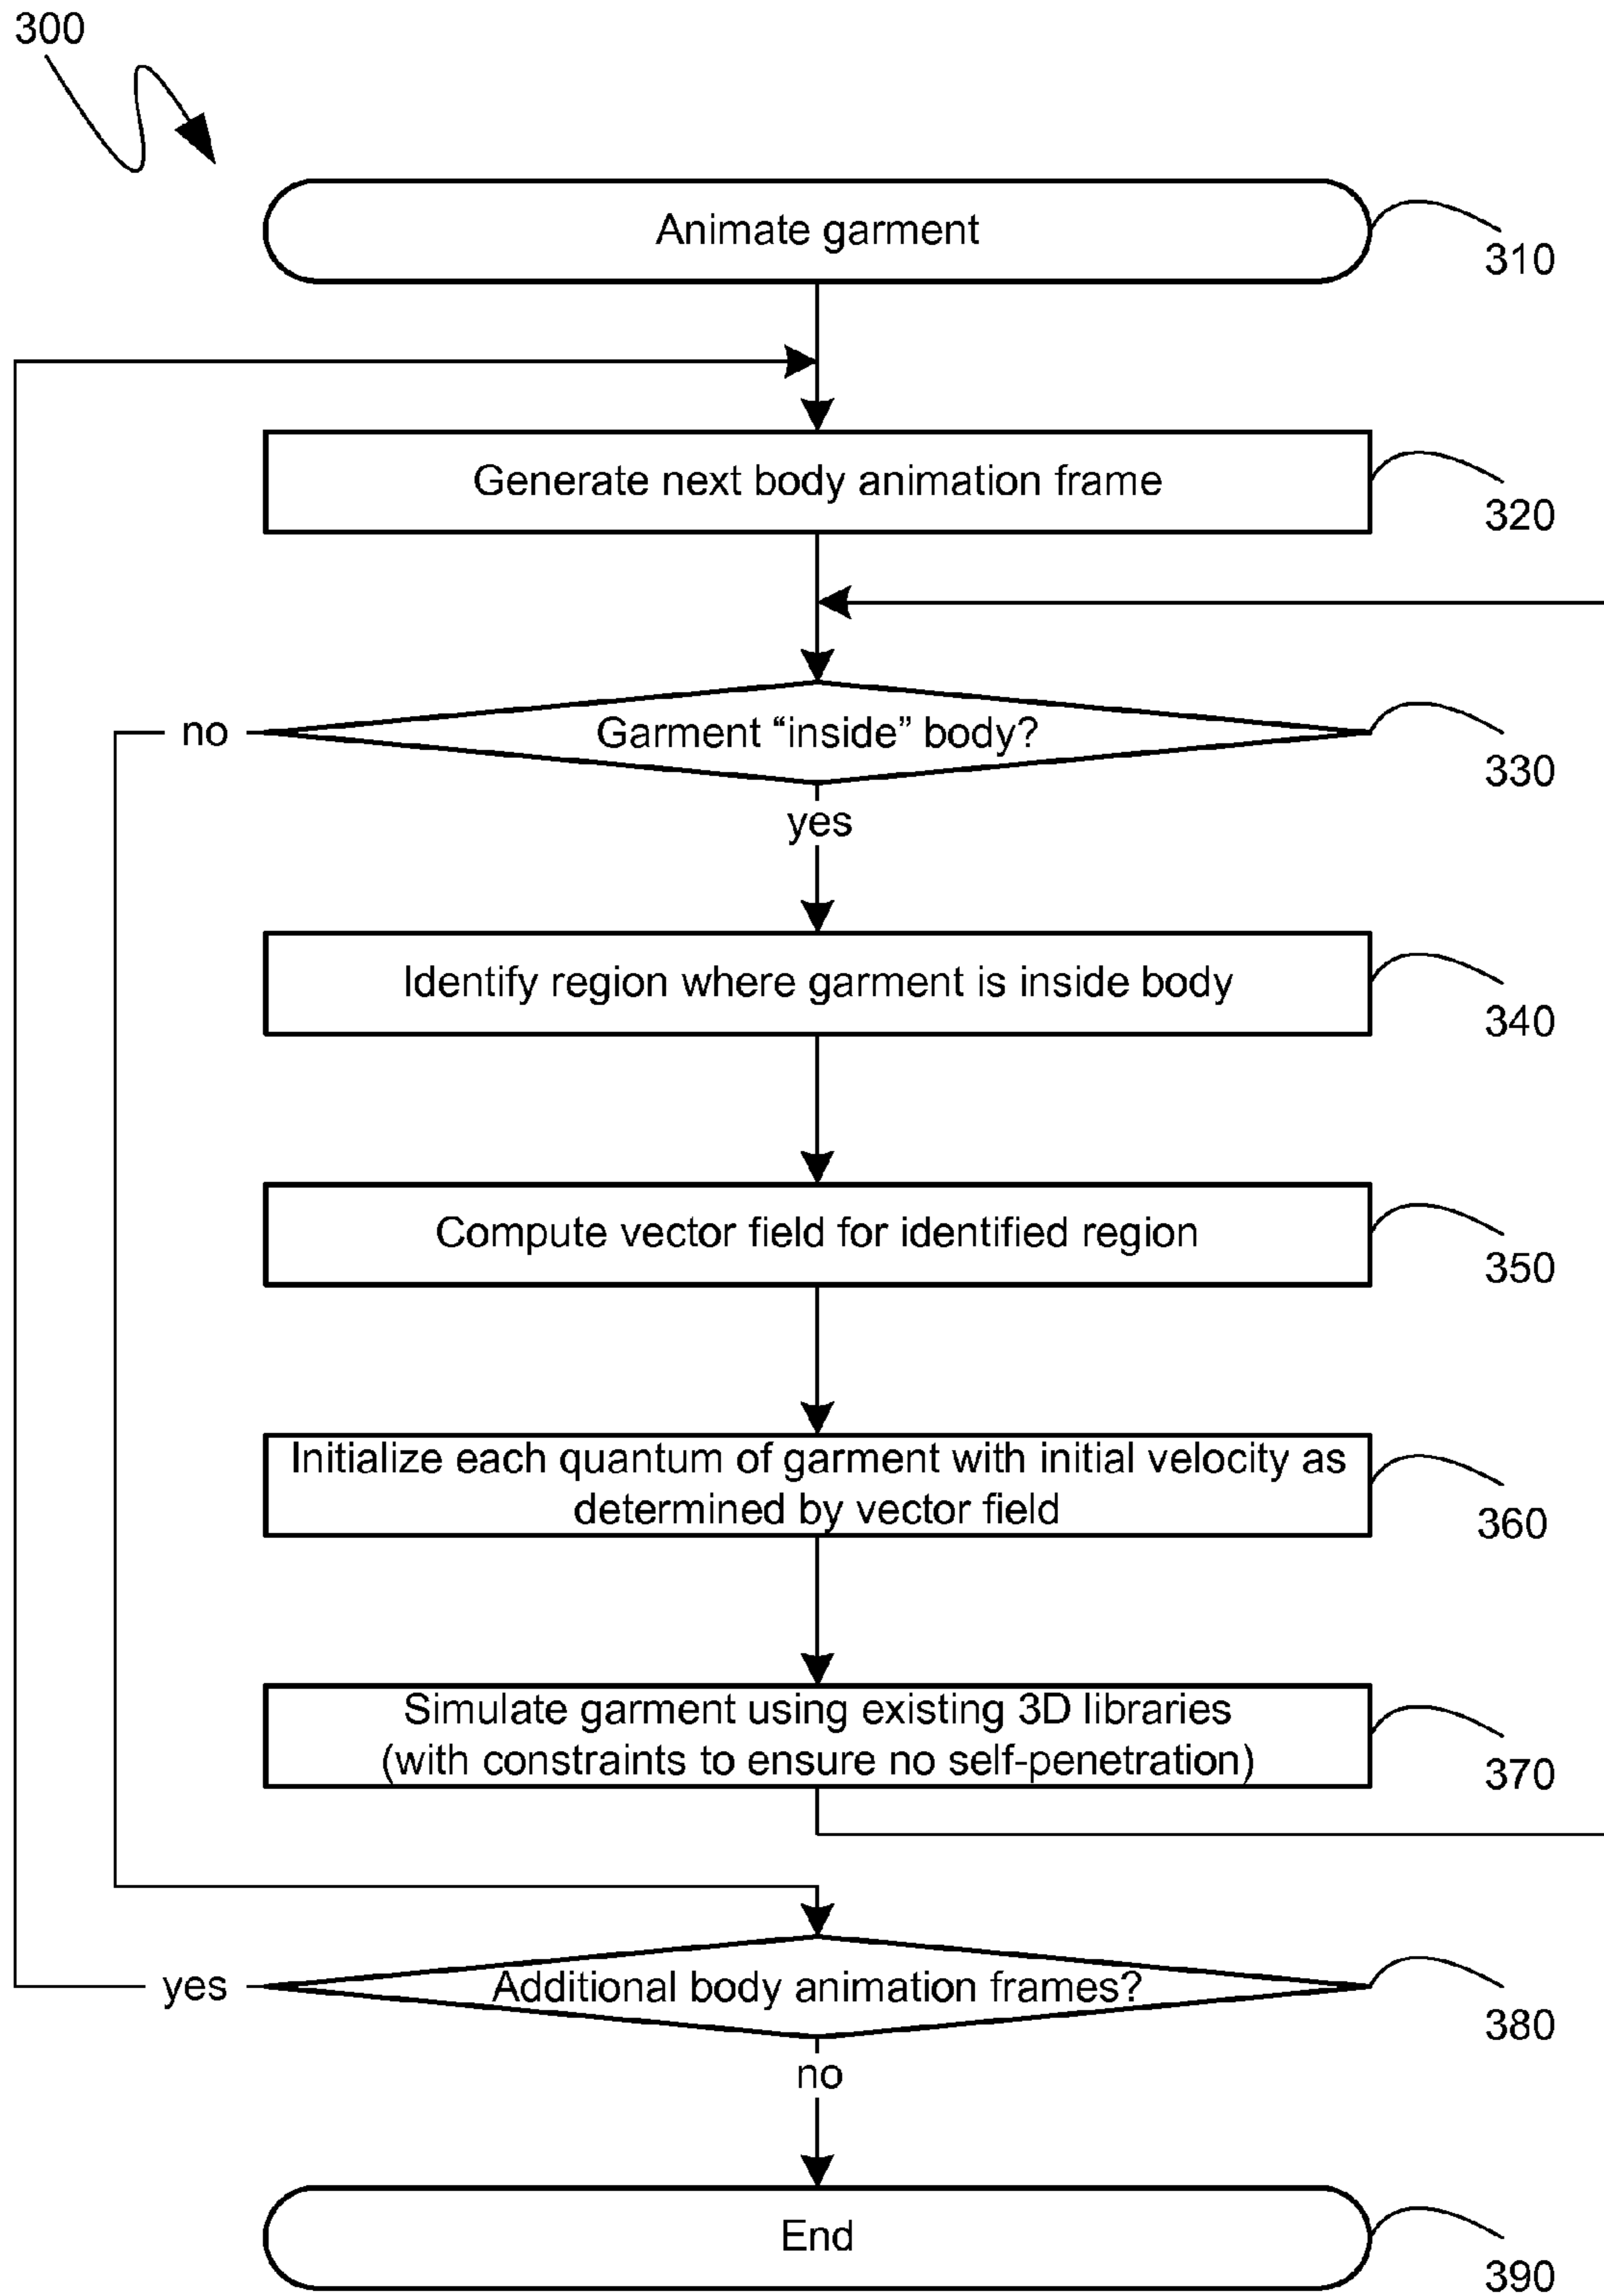 300
Animate garment
310
Generate next body animation frame
320
Garment “inside” body?
no
330
yes
Identify region where garment is inside body
340
Compute vector field for identified region
350
Initialize each quantum of garment with initial velocity as
determined by vector field
360
Simulate garment using existing 3D libraries
(with constraints to ensure no self-penetration)
370
Additional body animation frames?
yes
380
no
End
390